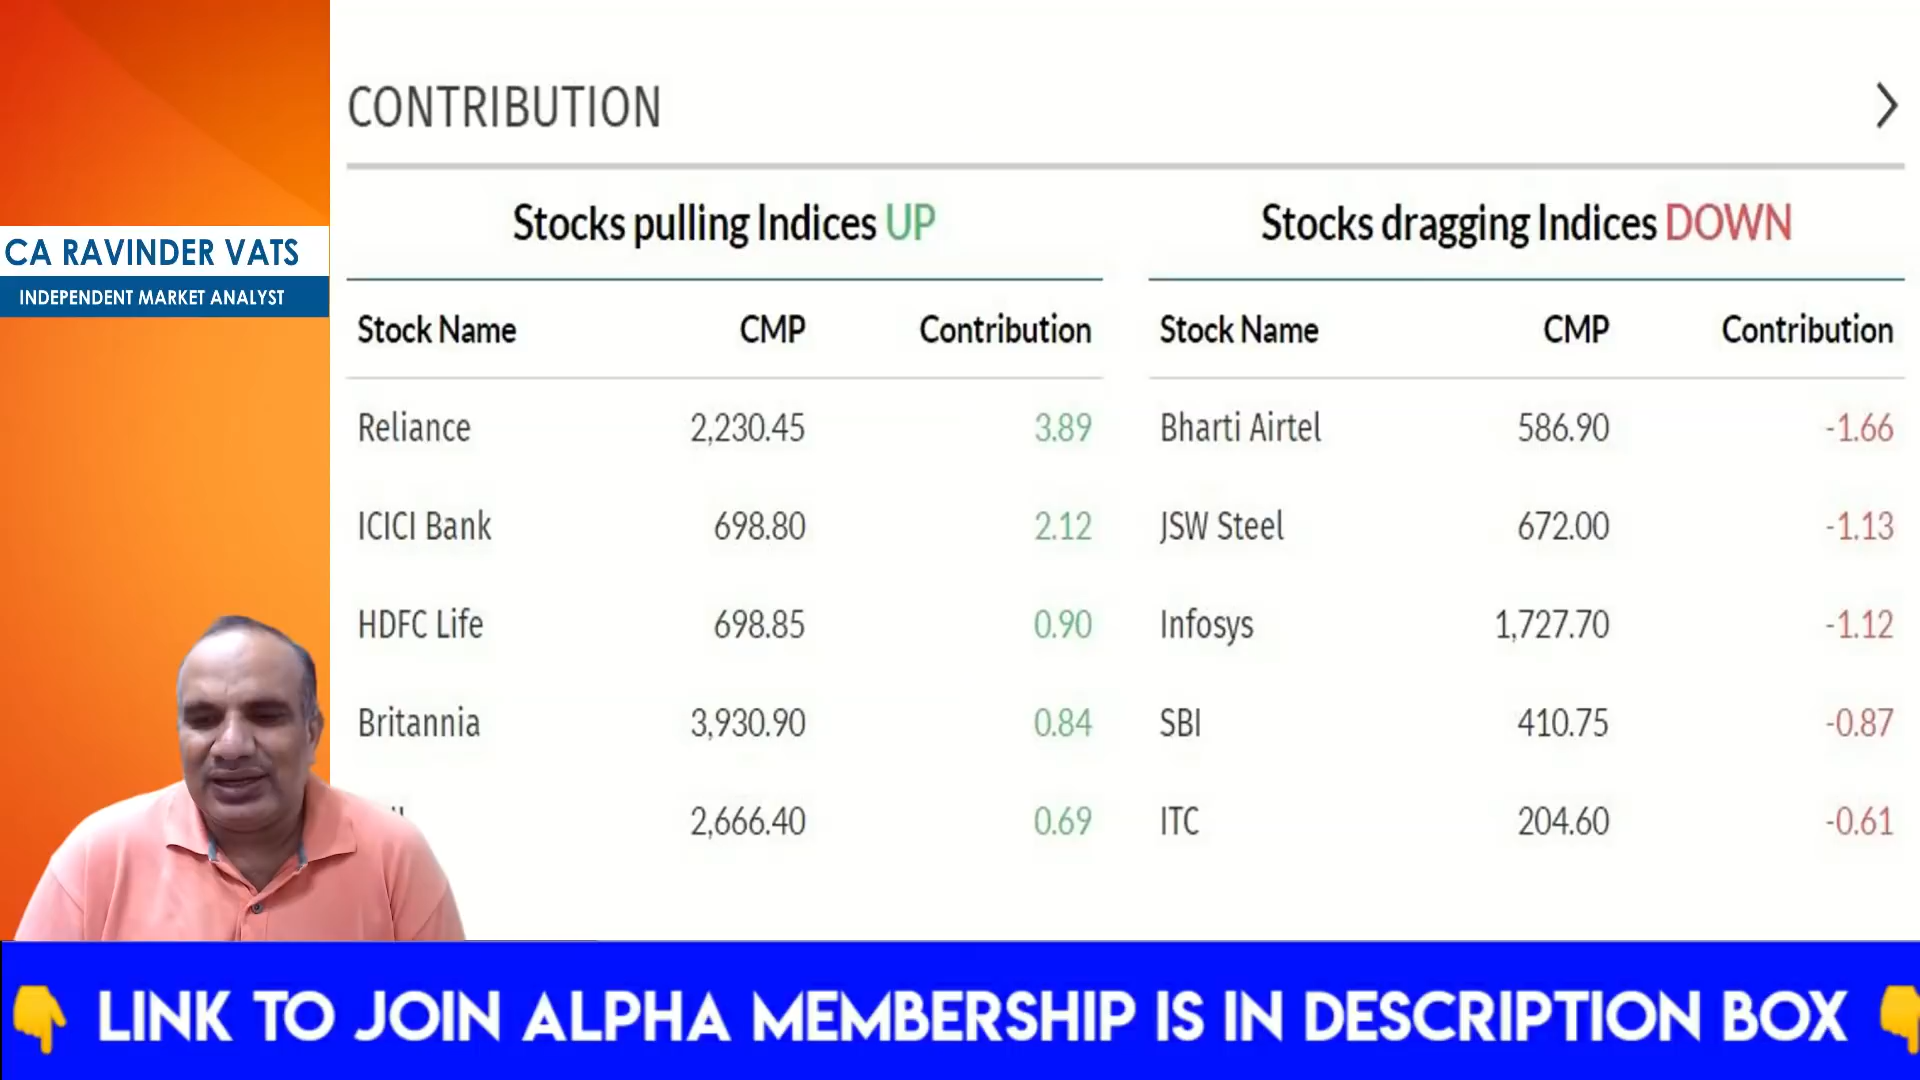 CONTRIBUTION
Stocks pulling Indices UP
Stocks dragging Indices DOWN
CA RAVINDER VATS
INDEPENDENT MARKET ANALYST
Stock Name CMP Contribution
Stock Name CMP Contribution
Reliance 2,230.45 3.89
Bharti Airtel 586.90 -1.66
ICICI Bank 698.80 2.12
JSW Steel 672.00 -1.13
HDFC Life 698.85 0.90
Infosys 1,727.70 -1.12
Britannia 3,930.90 0.84
SBI 410.75 -0.87
2,666.40 0.69
ITC 204.60 -0.61
LINK TO JOIN ALPHA MEMBERSHIP IS IN DESCRIPTION BOX